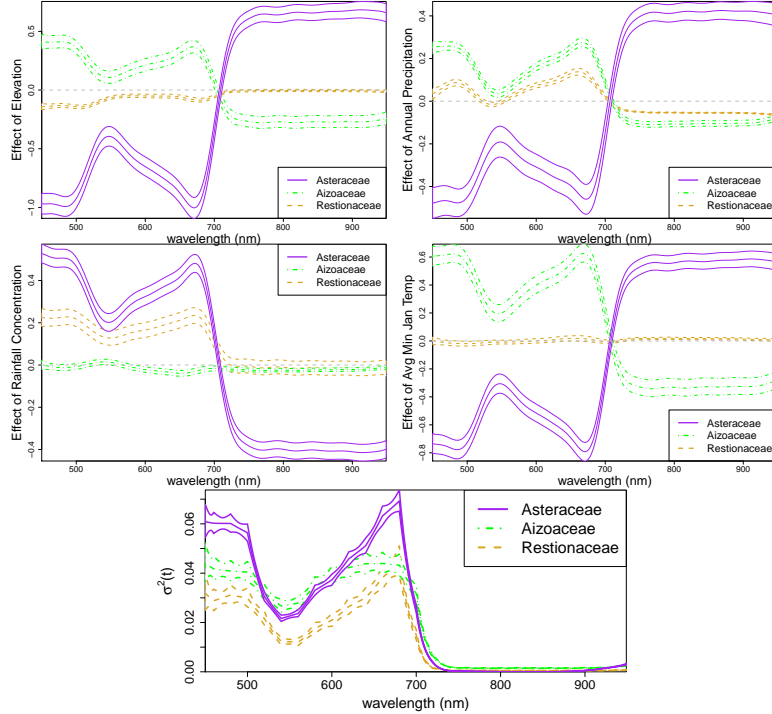 Effect of Elevation
0.5
0.0
−0.5
−1.0
Asteraceae
Aizoaceae
Restionaceae
500 600 700 800 900
wavelength (nm)
Effect of Annual Precipitation
0.4
0.0
−0.2
−0.4
Asteraceae
Aizoaceae
Restionaceae
500 600 700 800 900
wavelength (nm)
Effect of Rainfall Concentration
0.4
0.2
0.0
−0.4
Asteraceae
Aizoaceae
Restionaceae
500 600 700 800 900
wavelength (nm)
Effect of Avg Min Jan Temp
0.6
0.4
0.2
0.0
−0.2
−0.4
−0.6
−0.8
Asteraceae
Aizoaceae
Restionaceae
500 600 700 800 900
wavelength (nm)
σ²(t)
0.06
0.04
0.02
0.00
Asteraceae
Aizoaceae
Restionaceae
500 600 700 800 900
wavelength (nm)